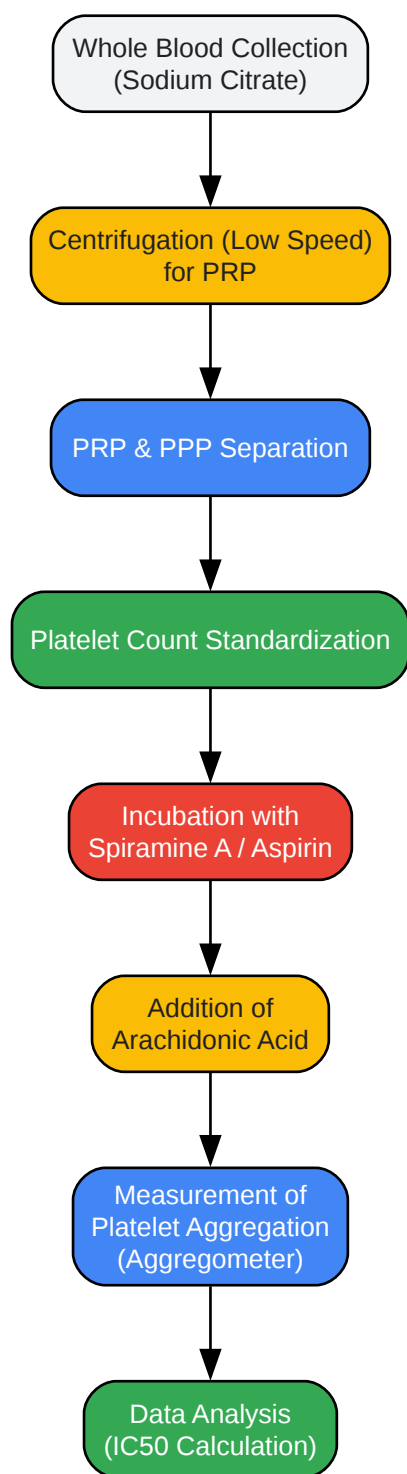 Whole Blood Collection
(Sodium Citrate)
Centrifugation (Low Speed)
for PRP
PRP & PPP Separation
Platelet Count Standardization
Incubation with
Spiramine A / Aspirin
Addition of
Arachidonic Acid
Measurement of
Platelet Aggregation
(Aggregometer)
Data Analysis
(IC50 Calculation)